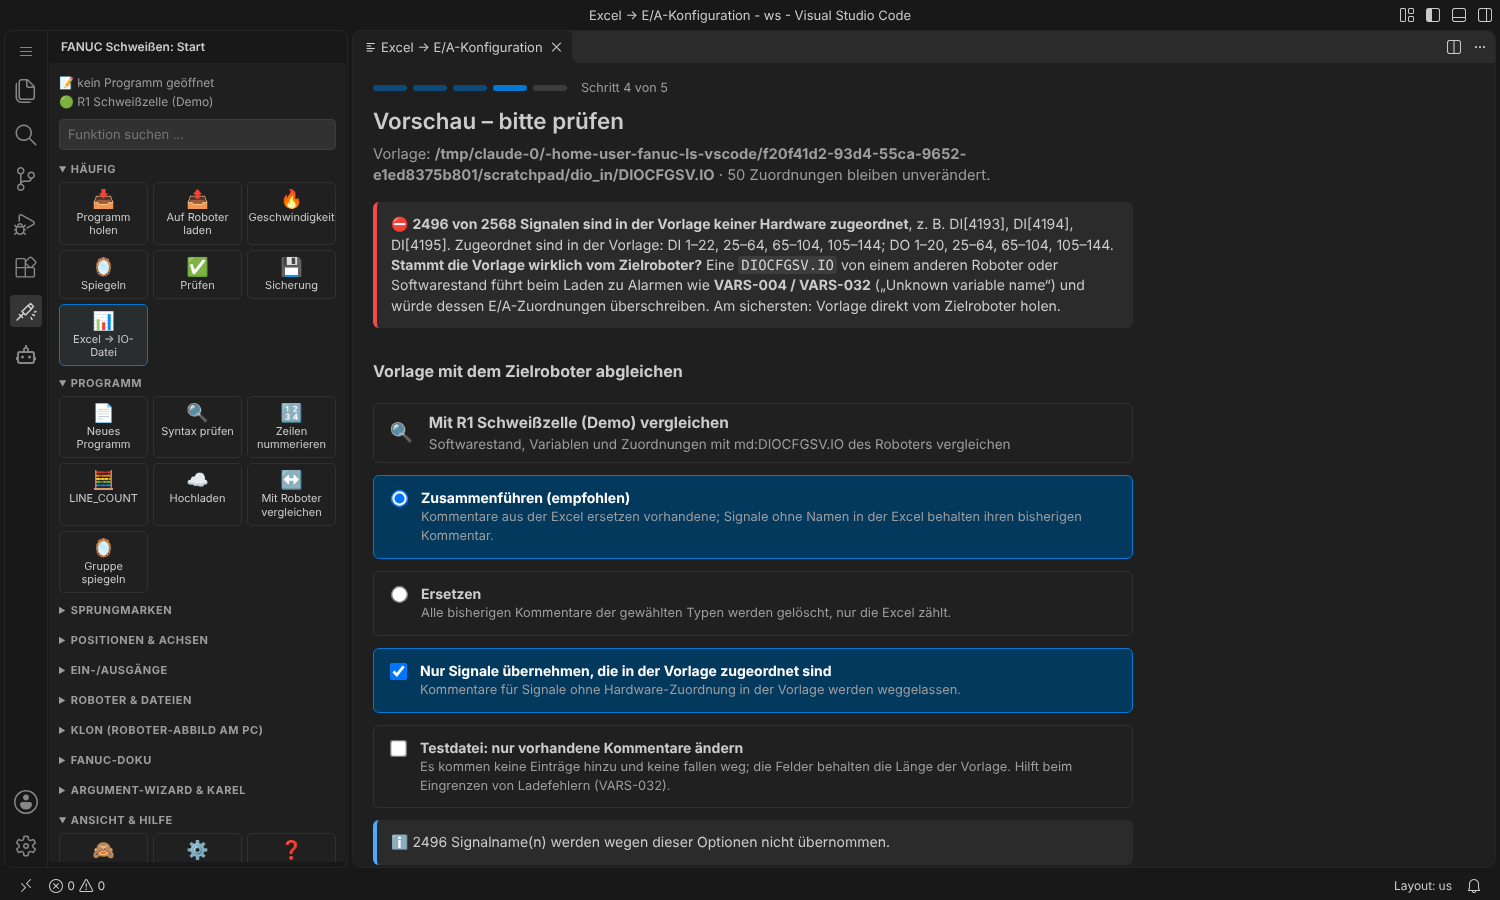 Excel → E/A-Konfiguration - ws - Visual Studio Code
FANUC Schweißen: Start
Excel → E/A-Konfiguration
kein Programm geöffnet
R1 Schweißzelle (Demo)
Funktion suchen ...
HÄUFIG
Programm holen
Auf Roboter laden
Geschwindigkeit
Spiegeln
Prüfen
Sicherung
Excel → IO-Datei
PROGRAMM
Neues Programm
Syntax prüfen
Zeilen nummerieren
LINE_COUNT
Hochladen
Mit Roboter vergleichen
Gruppe spiegeln
SPRUNGMARKEN
POSITIONEN & ACHSEN
EIN-/AUSGÄNGE
ROBOTER & DATEIEN
KLON (ROBOTER-ABBILD AM PC)
FANUC-DOKU
ARGUMENT-WIZARD & KAREL
ANSICHT & HILFE
Schritt 4 von 5
Vorschau – bitte prüfen
Vorlage: /tmp/claude-0/-home-user-fanuc-ls-vscode/f20f41d2-93d4-55ca-9652-
e1ed8375b801/scratchpad/dio_in/DIOCFGSV.IO · 50 Zuordnungen bleiben unverändert.
2496 von 2568 Signalen sind in der Vorlage keiner Hardware zugeordnet, z. B. DI[4193], DI[4194],
DI[4195]. Zugeordnet sind in der Vorlage: DI 1–22, 25–64, 65–104, 105–144; DO 1–20, 25–64, 65–104, 105–144.
Stammt die Vorlage wirklich vom Zielroboter? Eine DIOCFGSV.IO von einem anderen Roboter oder
Softwarestand führt beim Laden zu Alarmen wie VARS-004 / VARS-032 („Unknown variable name“) und
würde dessen E/A-Zuordnungen überschreiben. Am sichersten: Vorlage direkt vom Zielroboter holen.
Vorlage mit dem Zielroboter abgleichen
Mit R1 Schweißzelle (Demo) vergleichen
Softwarestand, Variablen und Zuordnungen mit md:DIOCFGSV.IO des Roboters vergleichen
Zusammenführen (empfohlen)
Kommentare aus der Excel ersetzen vorhandene; Signale ohne Namen in der Excel behalten ihren bisherigen
Kommentar.
Ersetzen
Alle bisherigen Kommentare der gewählten Typen werden gelöscht, nur die Excel zählt.
Nur Signale übernehmen, die in der Vorlage zugeordnet sind
Kommentare für Signale ohne Hardware-Zuordnung in der Vorlage werden weggelassen.
Testdatei: nur vorhandene Kommentare ändern
Es kommen keine Einträge hinzu und keine fallen weg; die Felder behalten die Länge der Vorlage. Hilft beim
Eingrenzen von Ladefehlern (VARS-032).
2496 Signalname(n) werden wegen dieser Optionen nicht übernommen.
0 0
Layout: us